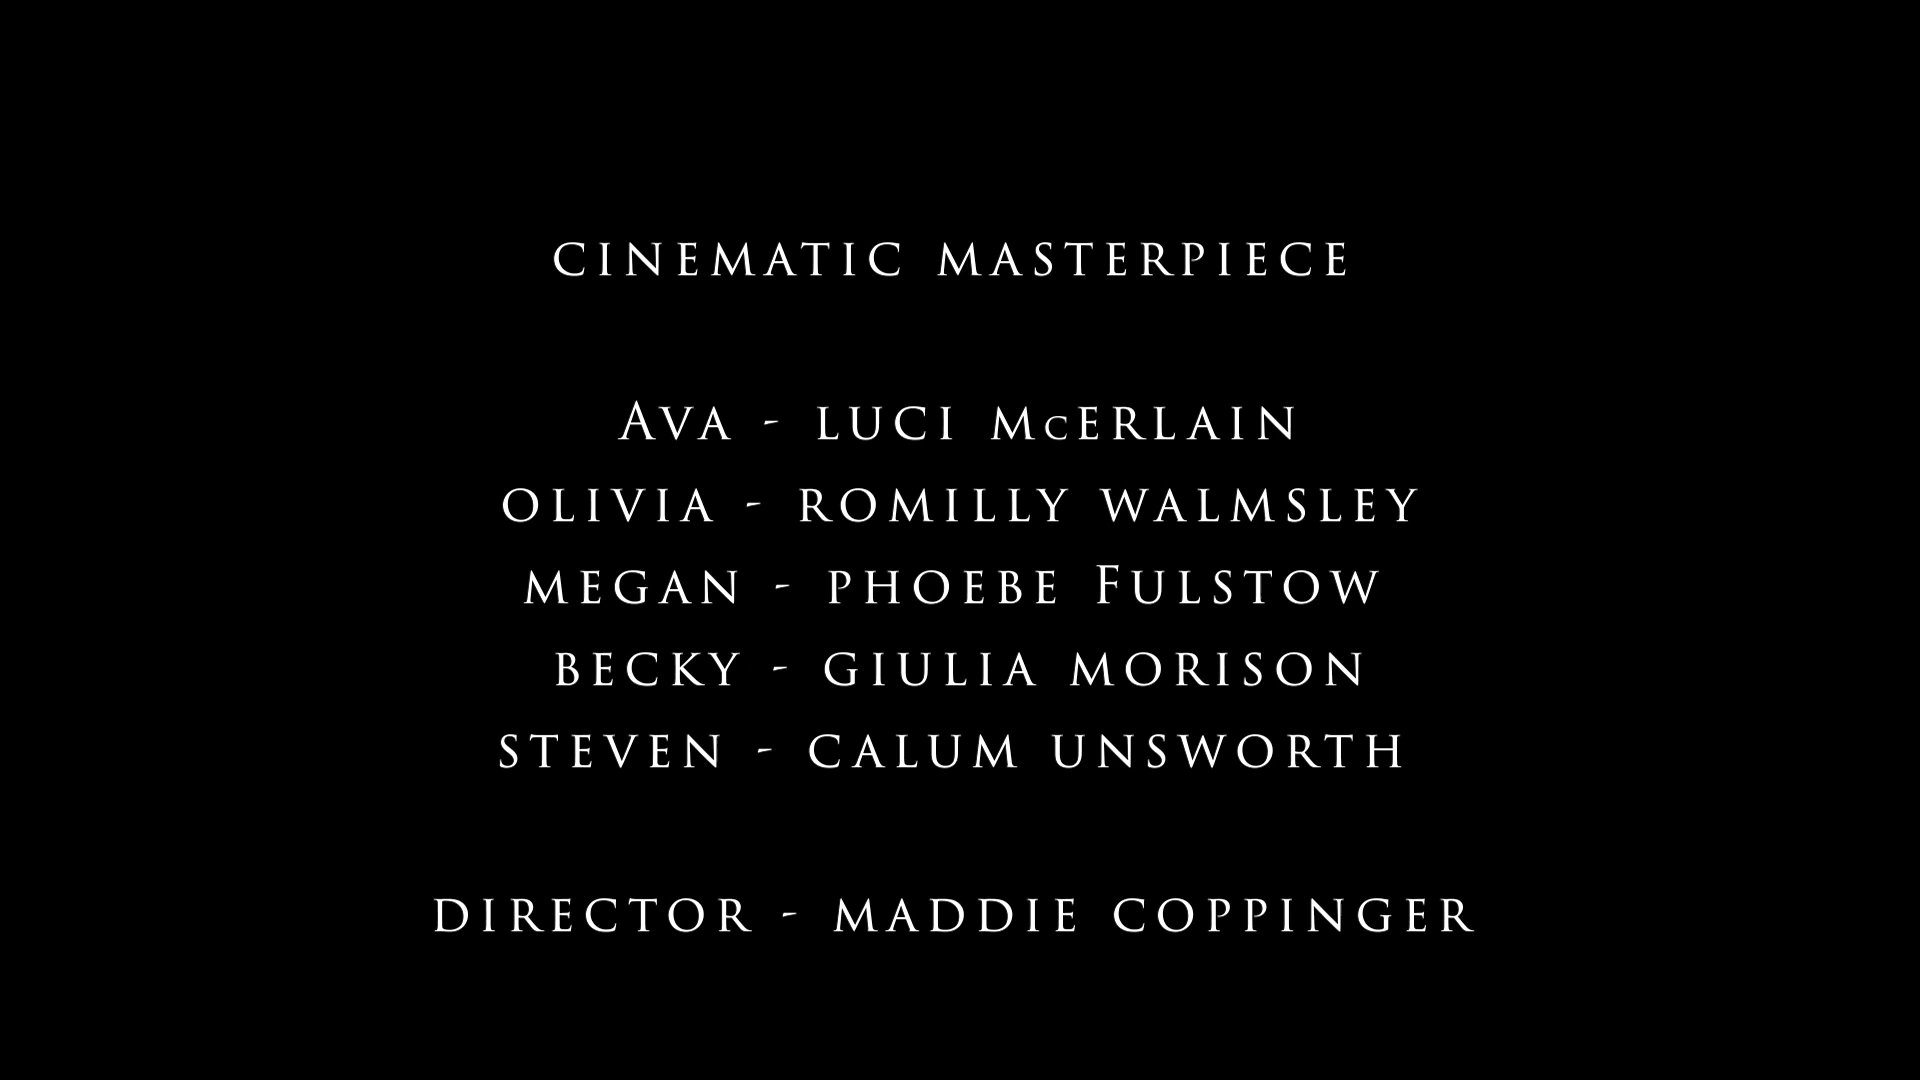 CINEMATIC MASTERPIECE
AVA - LUCI McERLAIN
OLIVIA - ROMILLY WALMSLEY
MEGAN - PHOEBE FULSTOW
BECKY - GIULIA MORISON
STEVEN - CALUM UNSWORTH
DIRECTOR - MADDIE COPPINGER